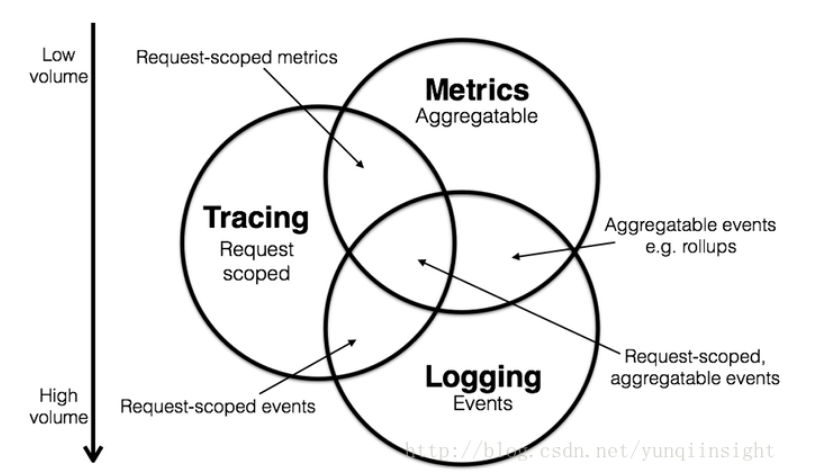 Low
volume
Request-scoped metrics
Metrics
Aggregatable
Tracing
Request
scoped
Aggregatable events
e.g. rollups
Request-scoped,
aggregatable events
High
volume
Request-scoped events
Logging
Events
http://blog.csdn.net/yunqiinsight